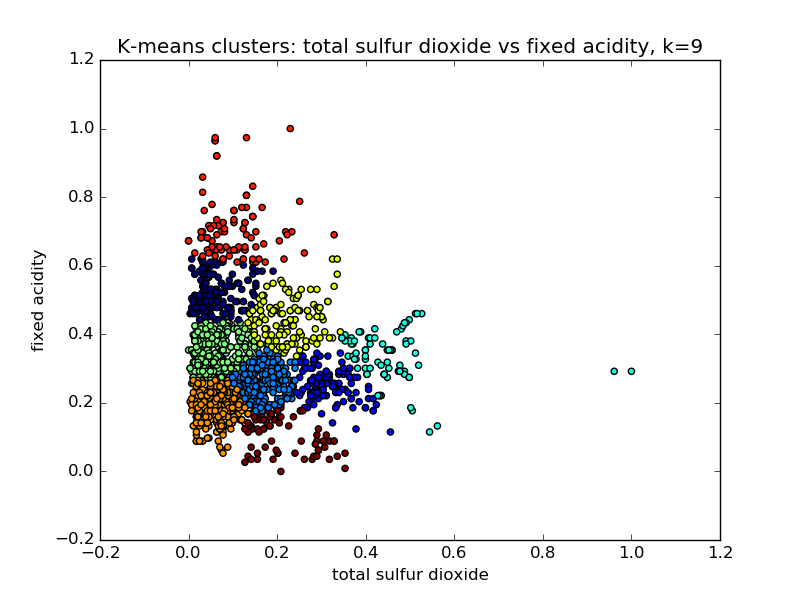 K-means clusters: total sulfur dioxide vs fixed acidity, k=9
1.2
1.0
0.8
0.6
0.4
0.2
0.0
−0.2
fixed acidity
−0.2 0.0 0.2 0.4 0.6 0.8 1.0 1.2
total sulfur dioxide